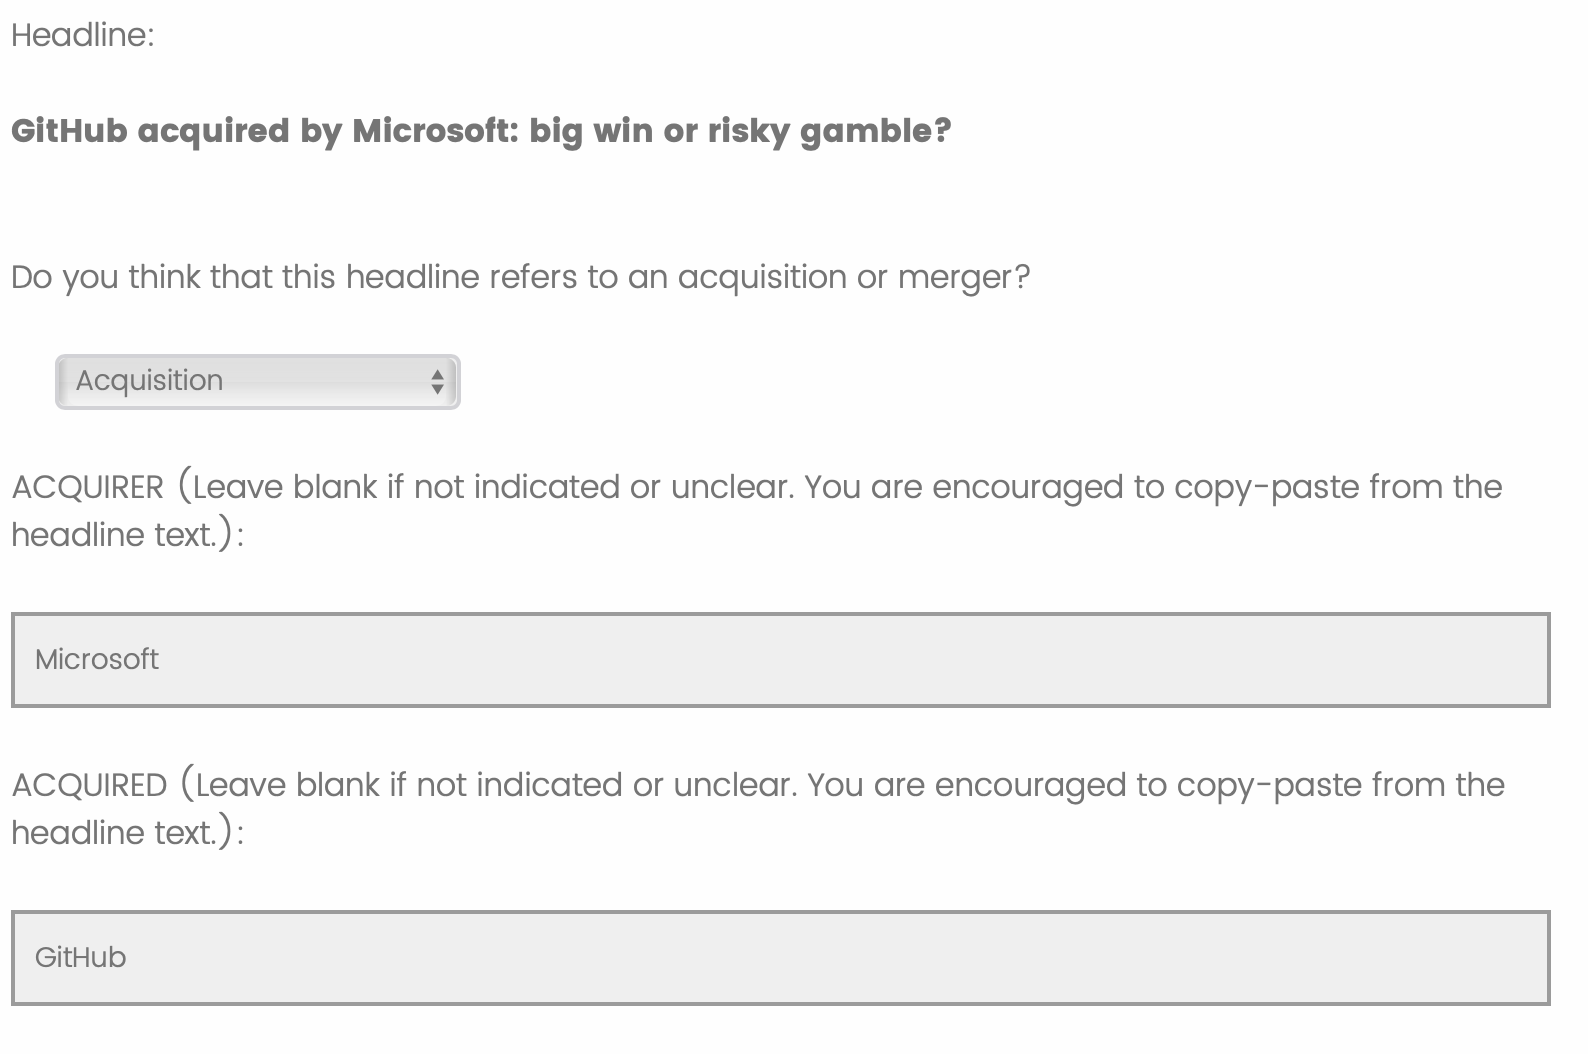 Headline:
GitHub acquired by Microsoft: big win or risky gamble?
Do you think that this headline refers to an acquisition or merger?
Acquisition
ACQUIRER (Leave blank if not indicated or unclear. You are encouraged to copy-paste from the
headline text.):
Microsoft
ACQUIRED (Leave blank if not indicated or unclear. You are encouraged to copy-paste from the
headline text.):
GitHub